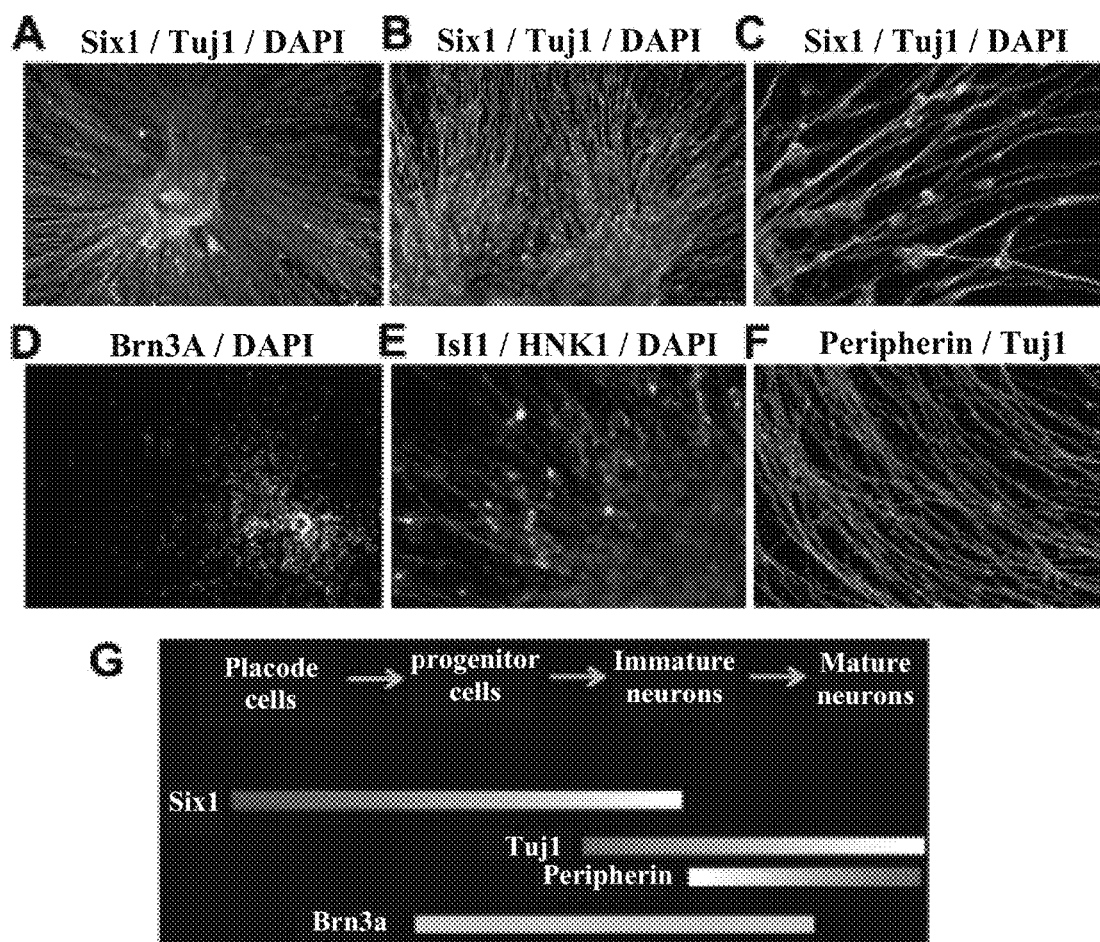 A Six1 / Tuj1 / DAPI
B Six1 / Tuj1 / DAPI
C Six1 / Tuj1 / DAPI
D Brn3A / DAPI
E IsI1 / HNK1 / DAPI
F Peripherin / Tuj1
G
Placode
cells
progenitor
cells
Immature
neurons
Mature
neurons
Six1
Tuj1
Peripherin
Brn3a